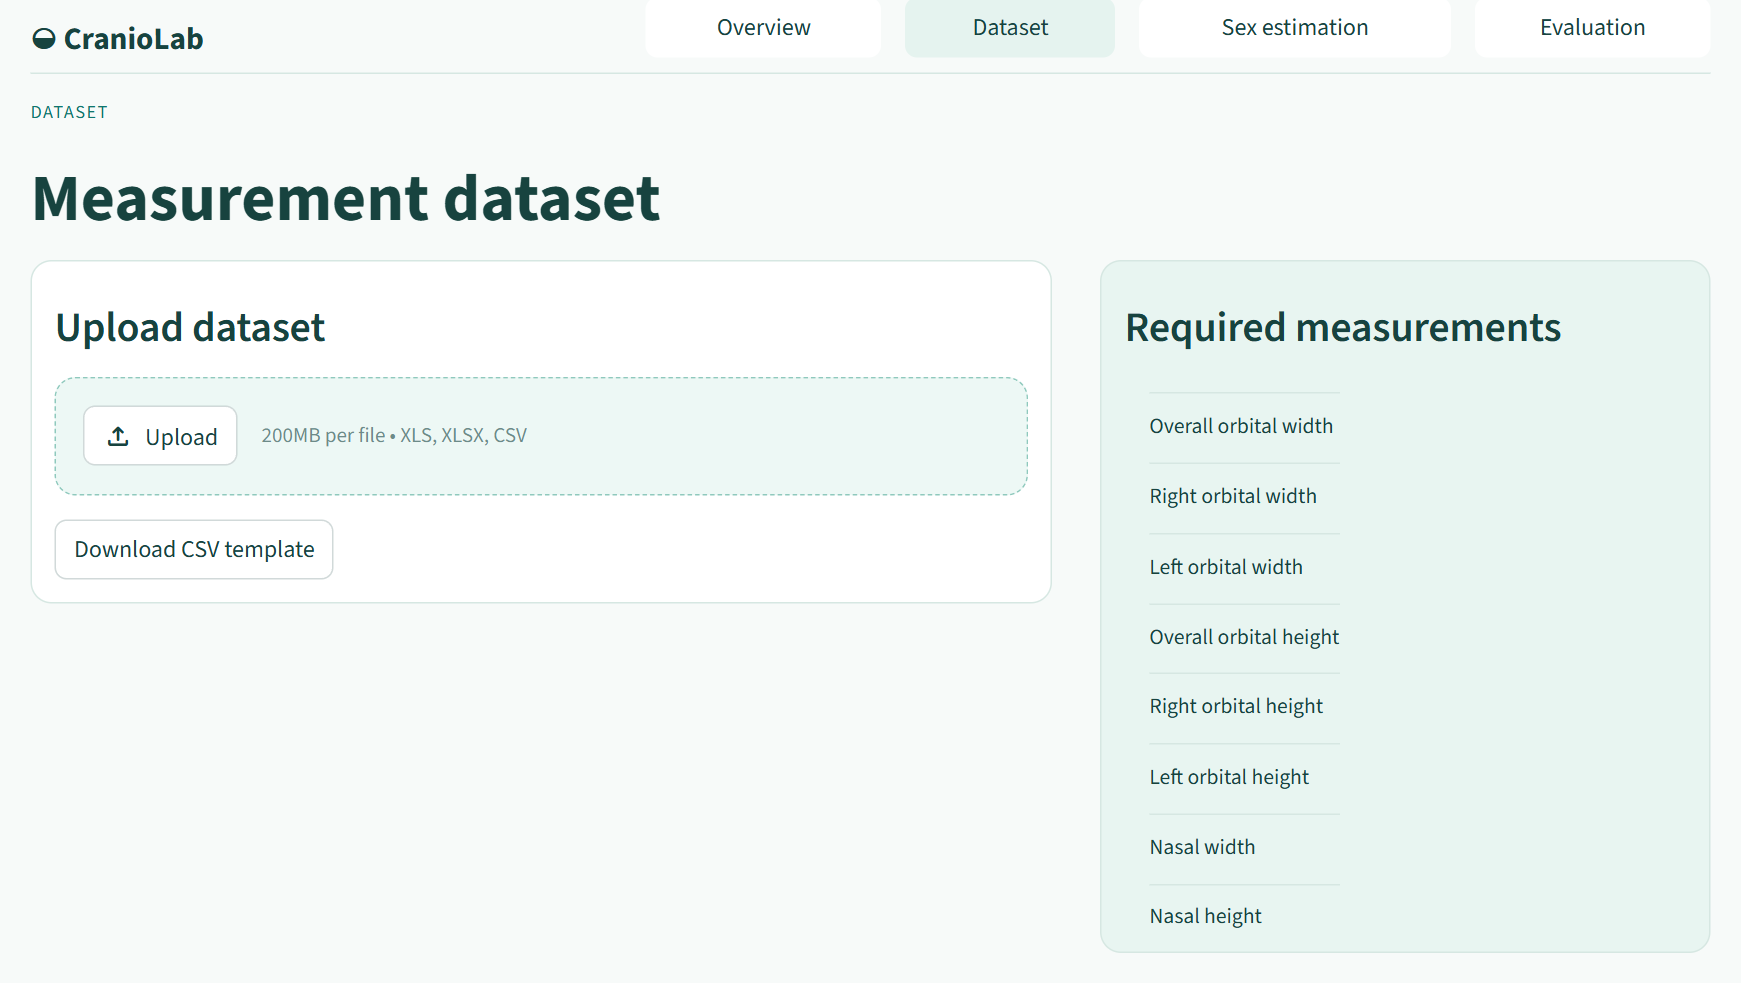 CranioLab
Overview
Dataset
Sex estimation
Evaluation
DATASET
Measurement dataset
Upload dataset
Upload
200MB per file • XLS, XLSX, CSV
Download CSV template
Required measurements
Overall orbital width
Right orbital width
Left orbital width
Overall orbital height
Right orbital height
Left orbital height
Nasal width
Nasal height